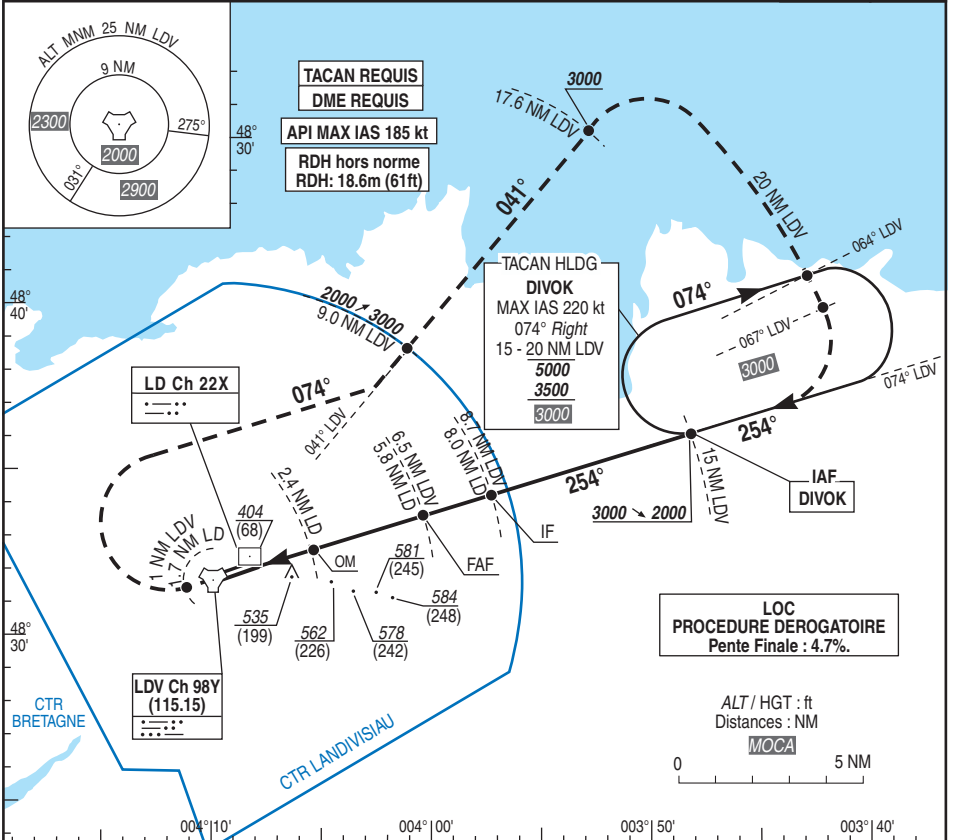 ALT MNM 25 NM LDV
9 NM
2300
275°
2000
031°
2900
TACAN REQUIS
DME REQUIS
API MAX IAS 185 kt
RDH hors norme
RDH: 18.6m (61ft)
3000
17.6 NM LDV
48°
30'
041°
20 NM LDV
064° LDV
TACAN HLDG
DIVOK
MAX IAS 220 kt
074° Right
15 - 20 NM LDV
5000
3500
3000
074°
067° LDV
3000
074° LDV
48°
40'
2000 3000
9.0 NM LDV
LD Ch 22X
074°
041° LDV
254°
8.7 NM LDV
8.0 NM LD
6.5 NM LDV
5.8 NM LD
254°
15 NM LDV
IAF
DIVOK
3000 2000
2.4 NM LD
404
(68)
IF
1 NM LDV
1.7 NM LD
OM
FAF
581
(245)
584
(248)
535
(199)
562
(226)
578
(242)
48°
30'
LOC
PROCEDURE DEROGATOIRE
Pente Finale : 4.7%.
LDV Ch 98Y
(115.15)
CTR
BRETAGNE
CTR LANDIVISIAU
ALT / HGT : ft
Distances : NM
MOCA
0 5 NM
004°10' 004°00' 003°50' 003°40'